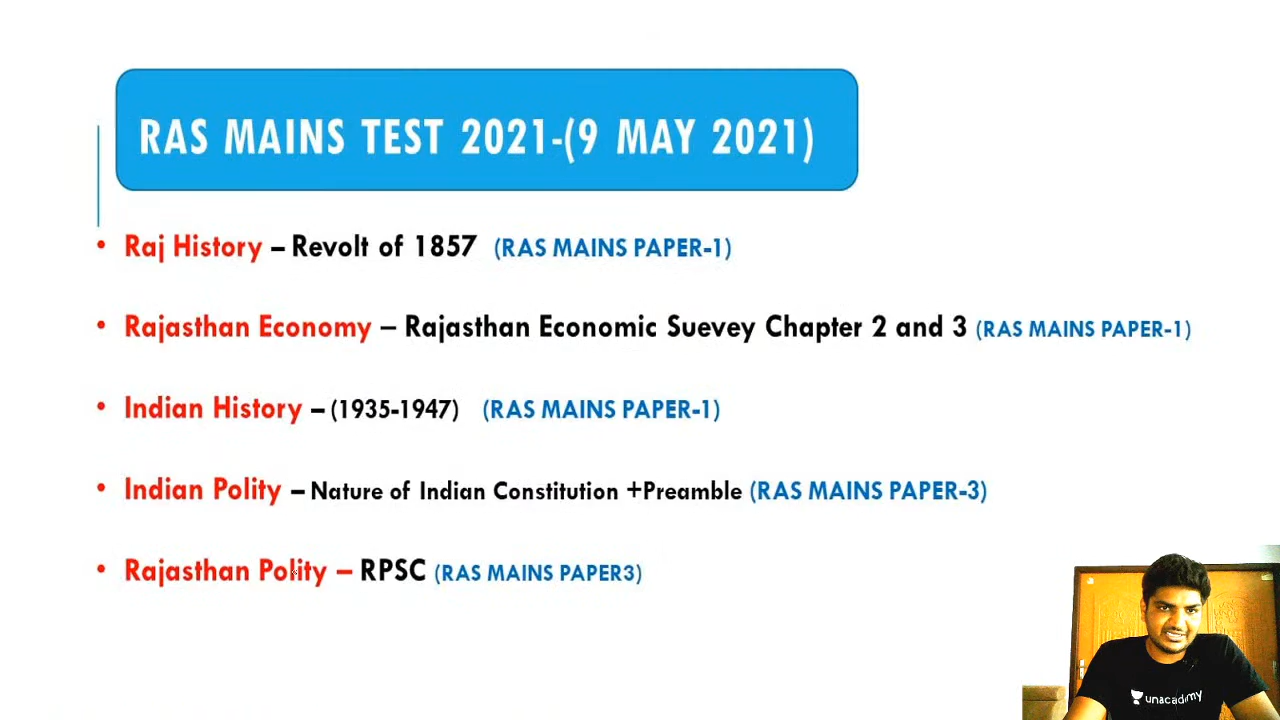 RAS MAINS TEST 2021-(9 MAY 2021)
• Raj History – Revolt of 1857 (RAS MAINS PAPER-1)
• Rajasthan Economy – Rajasthan Economic Suevey Chapter 2 and 3 (RAS MAINS PAPER-1)
• Indian History – (1935-1947) (RAS MAINS PAPER-1)
• Indian Polity – Nature of Indian Constitution +Preamble (RAS MAINS PAPER-3)
• Rajasthan Polity – RPSC (RAS MAINS PAPER3)
unacademy